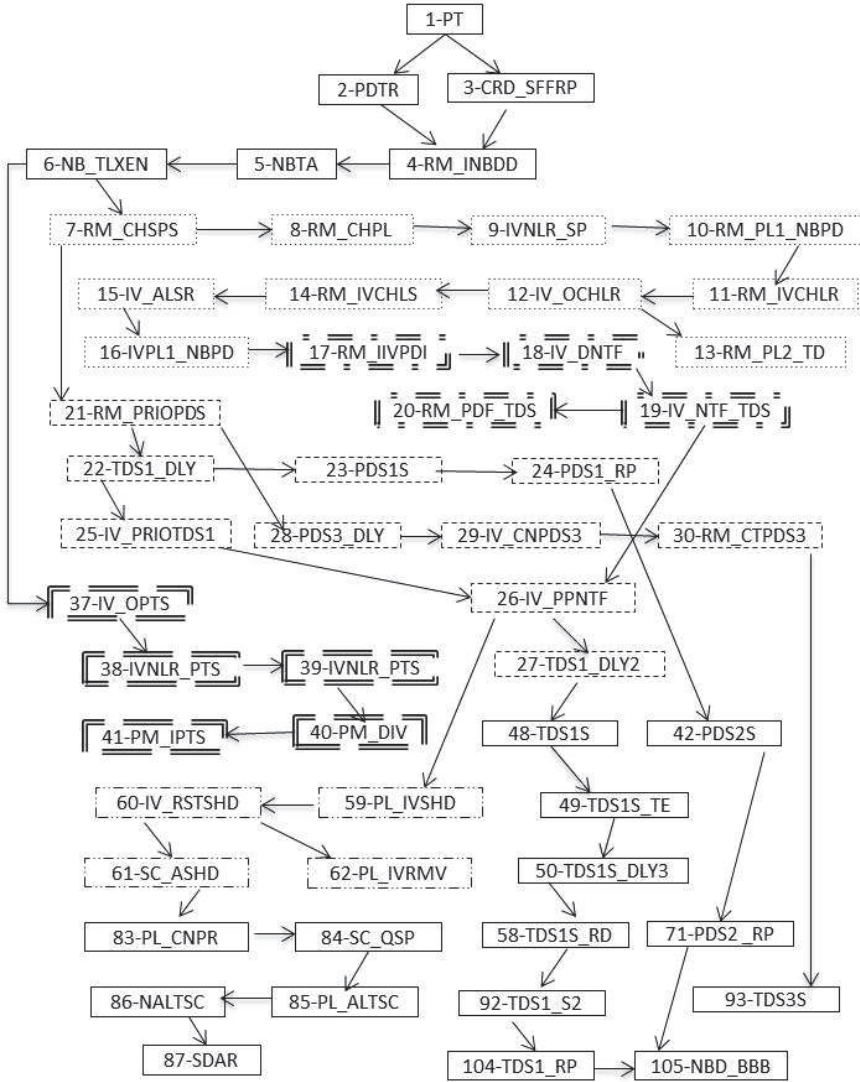 1-PT
2-PDTR
3-CRD_SFFRP
6-NB_TLXEN
5-NBTA
4-RM_INBDD
7-RM_CHSPS
8-RM_CHPL
9-IVNLR_SP
10-RM_PL1_NBPD
15-IV_ALSR
14-RM_IVCHLS
12-IV_OCHLR
11-RM_IVCHLR
16-IVPL1_NBPD
17-RM_IIVPDI
18-IV_DNTF
13-RM_PL2_TD
21-RM_PRIOPDS
20-RM_PDF_TDS
19-IV_NTF_TDS
22-TDS1_DLY
23-PDS1S
24-PDS1_RP
25-IV_PRIOTDS1
28-PDS3_DLY
29-IV_CNPDS3
30-RM_CTPDS3
37-IV_OPTS
26-IV_PPNTF
38-IVNLR_PTS
39-IVNLR_PTS
27-TDS1_DLY2
41-PM_IPTS
40-PM_DIV
48-TDS1S
42-PDS2S
60-IV_RSTSHD
59-PL_IVSHD
49-TDS1S_TE
61-SC_ASHD
62-PL_IVRMV
50-TDS1S_DLY3
83-PL_CNPR
84-SC_QSP
58-TDS1S_RD
71-PDS2_RP
86-NALTSC
85-PL_ALTSC
92-TDS1_S2
93-TDS3S
87-SDAR
104-TDS1_RP
105-NBD_BBB